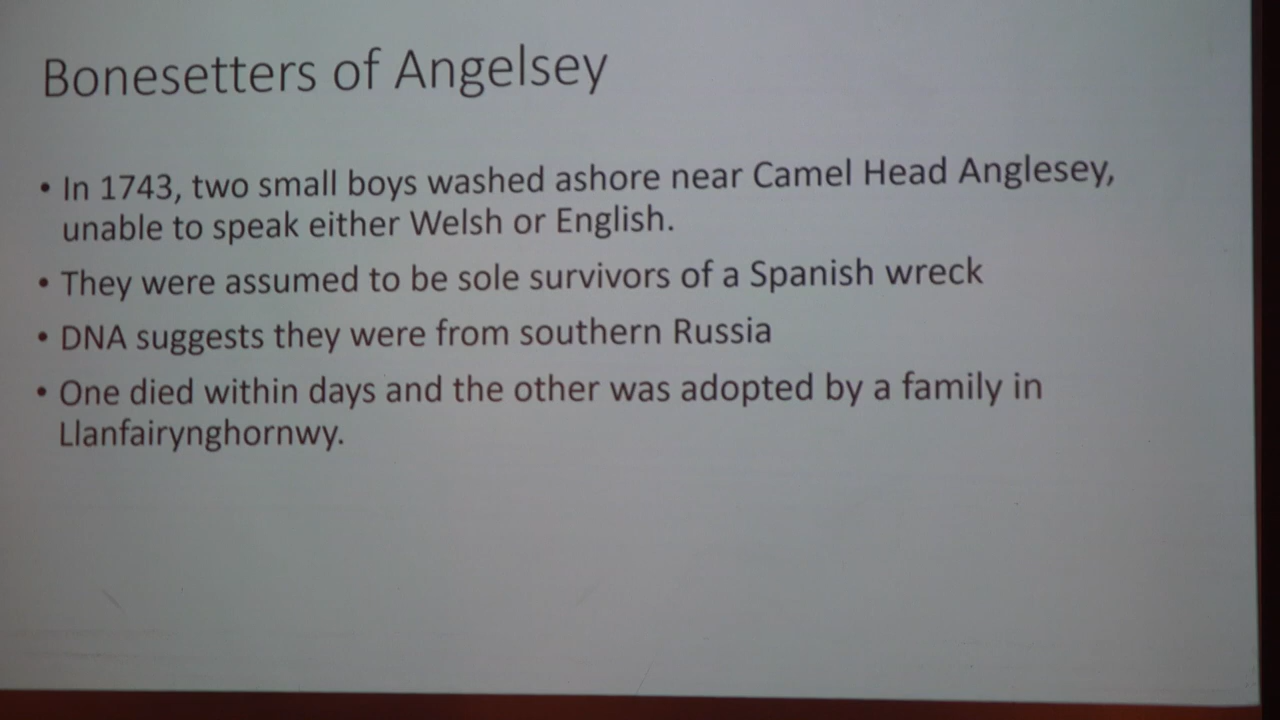 Bonesetters of Angelsey
• In 1743, two small boys washed ashore near Camel Head Anglesey,
unable to speak either Welsh or English.
• They were assumed to be sole survivors of a Spanish wreck
• DNA suggests they were from southern Russia
• One died within days and the other was adopted by a family in
Llanfairynghornwy.